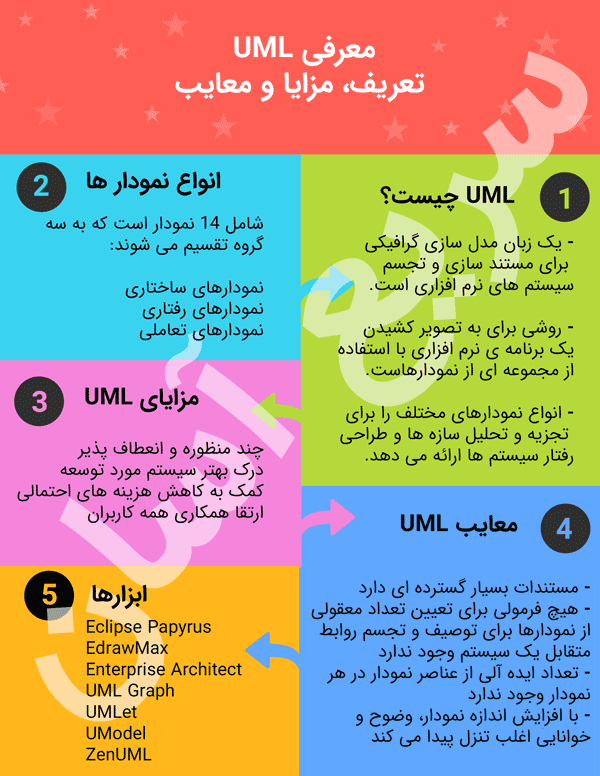 معرفی UML
تعریف، مزایا و معایب
1
UML چیست؟
- یک زبان مدل سازی گرافیکی
برای مستند سازی و تجسم
سیستم های نرم افزاری است.
- روشی برای به تصویر کشیدن
یک برنامه ی نرم افزاری با استفاده
از مجموعه ای از نمودارهاست.
- انواع نمودارهای مختلف را برای
تجزیه و تحلیل سازه ها و طراحی
رفتار سیستم ها ارائه می دهد.
2
انواع نمودار ها
شامل 14 نمودار است که به سه
گروه تقسیم می شوند:
نمودارهای ساختاری
نمودارهای رفتاری
نمودارهای تعاملی
3
مزایای UML
چند منظوره و انعطاف پذیر
درک بهتر سیستم مورد توسعه
کمک به کاهش هزینه های احتمالی
ارتقا همکاری همه کاربران
4
معایب UML
- مستندات بسیار گسترده ای دارد
- هیچ فرمولی برای تعیین تعداد معقولی
از نمودارها برای توصیف و تجسم روابط
متقابل یک سیستم وجود ندارد
- تعداد ایده آلی از عناصر نمودار در هر
نمودار وجود ندارد
- با افزایش اندازه نمودار، وضوح و
خوانایی اغلب تنزل پیدا می کند
5
ابزارها
Eclipse Papyrus
EdrawMax
Enterprise Architect
UML Graph
UMLet
UModel
ZenUML
سریع آسان